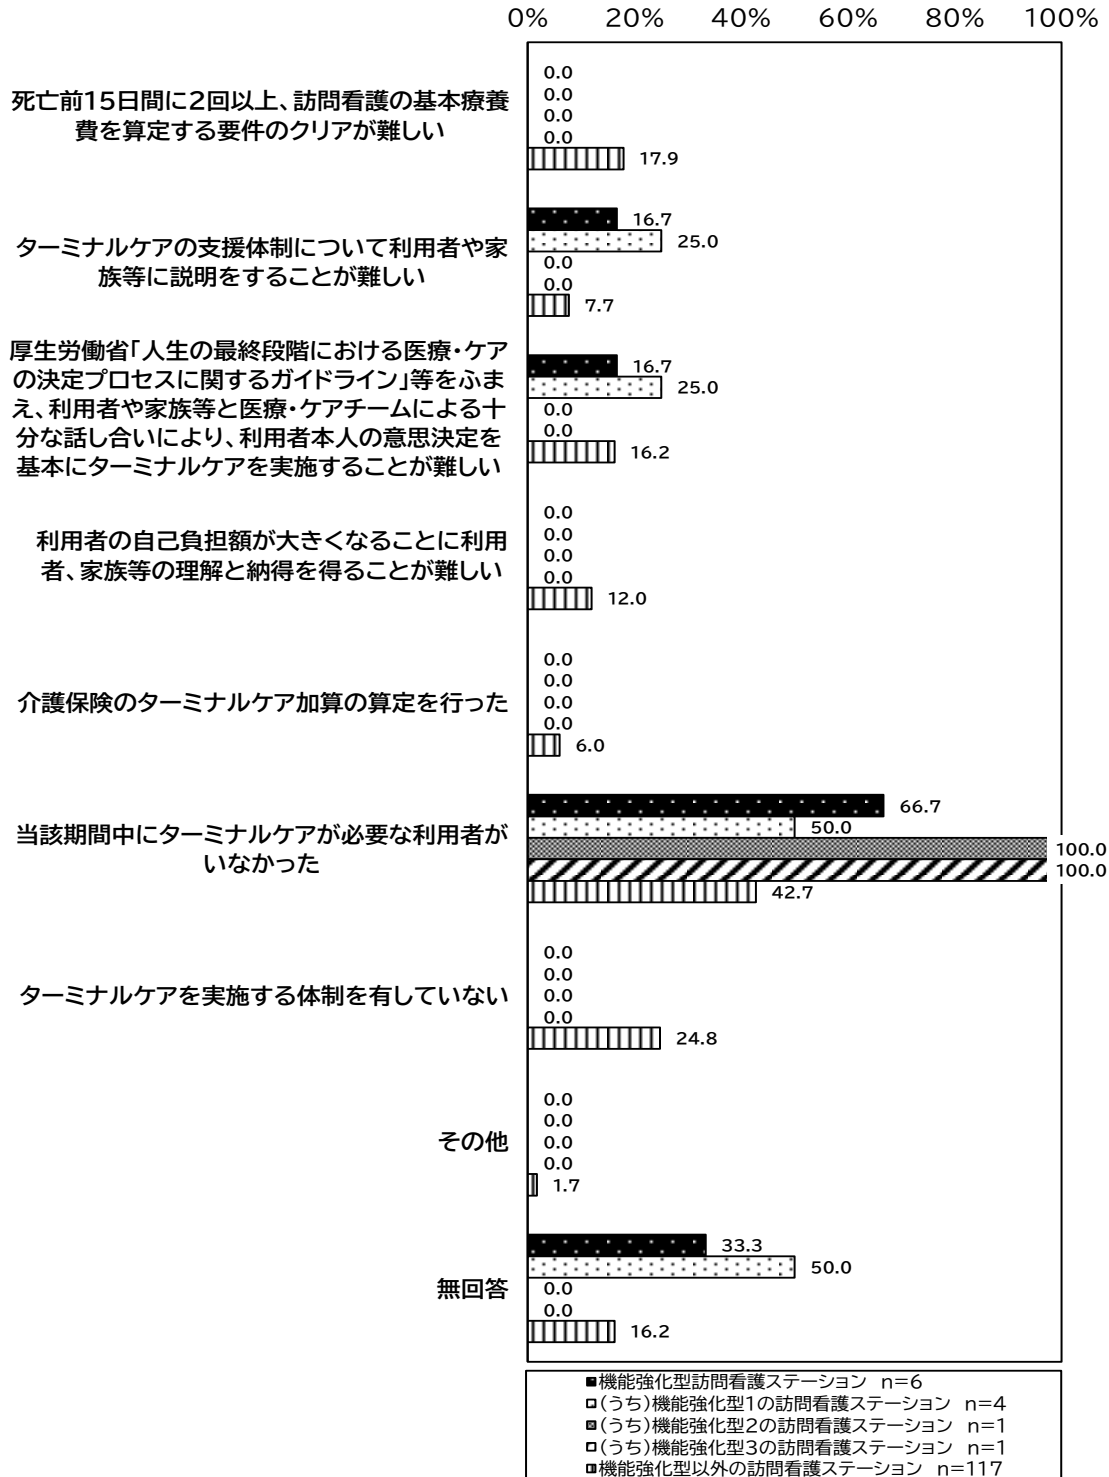 0% 20% 40% 60% 80% 100%
死亡前15日間に2回以上、訪問看護の基本療養
費を算定する要件のクリアが難しい
0.0
0.0
0.0
0.0
17.9
ターミナルケアの支援体制について利用者や家
族等に説明をすることが難しい
16.7
25.0
0.0
0.0
7.7
厚生労働省「人生の最終段階における医療・ケア
の決定プロセスに関するガイドライン」等をふま
え、利用者や家族等と医療・ケアチームによる十
分な話し合いにより、利用者本人の意思決定を
基本にターミナルケアを実施することが難しい
16.7
25.0
0.0
0.0
16.2
利用者の自己負担額が大きくなることに利用
者、家族等の理解と納得を得ることが難しい
0.0
0.0
0.0
0.0
12.0
介護保険のターミナルケア加算の算定を行った
0.0
0.0
0.0
0.0
6.0
当該期間中にターミナルケアが必要な利用者が
いなかった
66.7
50.0
100.0
100.0
42.7
ターミナルケアを実施する体制を有していない
0.0
0.0
0.0
0.0
24.8
その他
0.0
0.0
0.0
0.0
1.7
無回答
33.3
50.0
0.0
0.0
16.2
機能強化型訪問看護ステーション n=6
(うち)機能強化型1の訪問看護ステーション n=4
(うち)機能強化型2の訪問看護ステーション n=1
(うち)機能強化型3の訪問看護ステーション n=1
機能強化型以外の訪問看護ステーション n=117